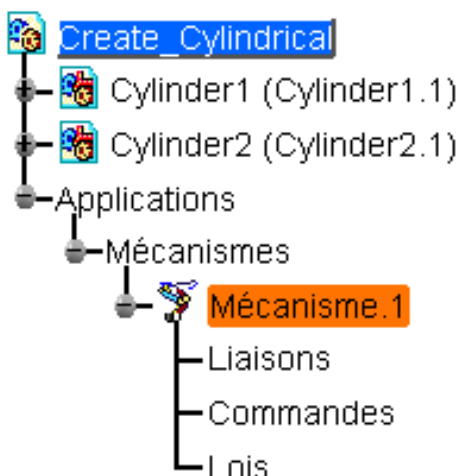 Create_Cylindrical
Cylinder1 (Cylinder1.1)
Cylinder2 (Cylinder2.1)
Applications
Mécanismes
Mécanisme.1
Liaisons
Commandes
Lois